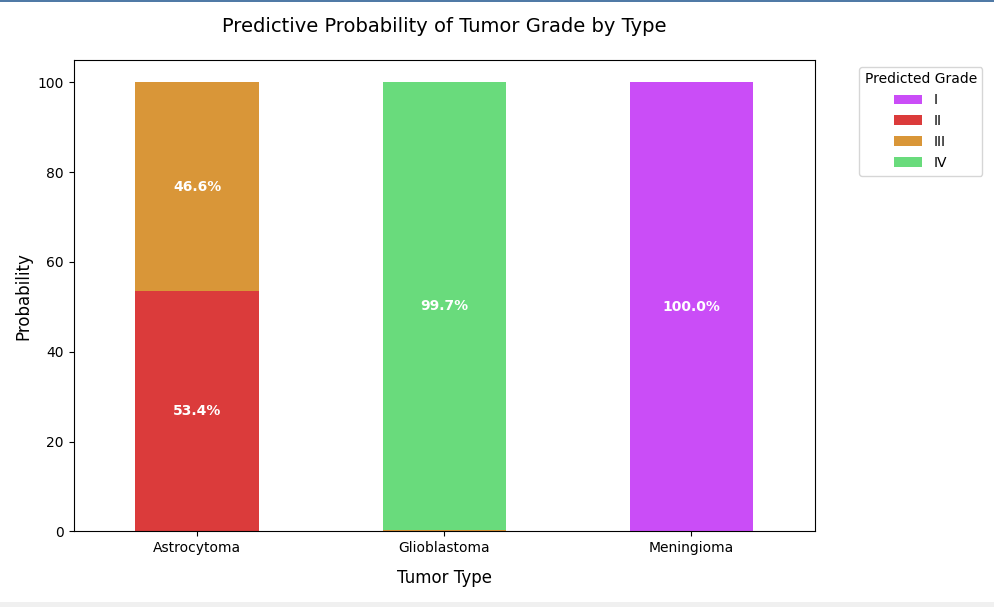 Predictive Probability of Tumor Grade by Type
Predicted Grade
I
II
III
IV
Probability
100
80
60
40
20
0
46.6%
53.4%
99.7%
100.0%
Astrocytoma
Glioblastoma
Meningioma
Tumor Type